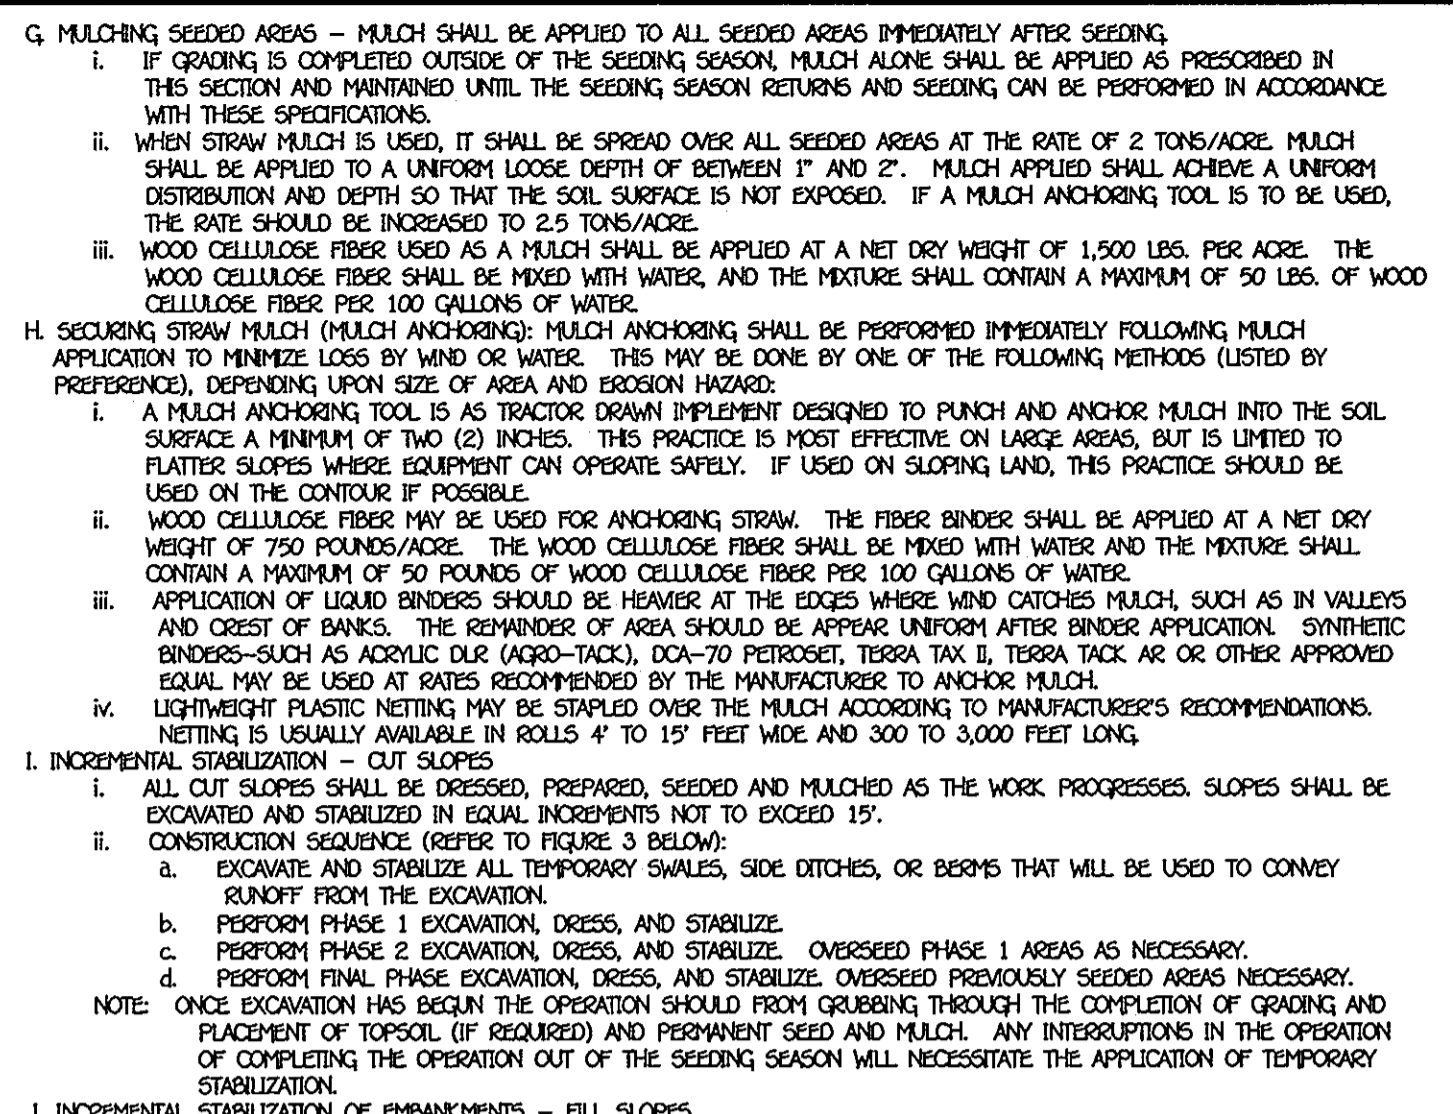 G. MULCHING SEEDED AREAS – MULCH SHALL BE APPLIED TO ALL SEEDED AREAS IMMEDIATELY AFTER SEEDING.
i. IF GRADING IS COMPLETED OUTSIDE OF THE SEEDING SEASON, MULCH ALONE SHALL BE APPLIED AS PRESCRIBED IN
THIS SECTION AND MAINTAINED UNTIL THE SEEDING SEASON RETURNS AND SEEDING CAN BE PERFORMED IN ACCORDANCE
WITH THESE SPECIFICATIONS.
ii. WHEN STRAW MULCH IS USED, IT SHALL BE SPREAD OVER ALL SEEDED AREAS AT THE RATE OF 2 TONS/ACRE. MULCH
SHALL BE APPLIED TO A UNIFORM LOOSE DEPTH OF BETWEEN 1" AND 2". MULCH APPLIED SHALL ACHIEVE A UNIFORM
DISTRIBUTION AND DEPTH SO THAT THE SOIL SURFACE IS NOT EXPOSED. IF A MULCH ANCHORING TOOL IS TO BE USED,
THE RATE SHOULD BE INCREASED TO 2.5 TONS/ACRE.
iii. WOOD CELLULOSE FIBER USED AS A MULCH SHALL BE APPLIED AT A NET DRY WEIGHT OF 1,500 LBS. PER ACRE. THE
WOOD CELLULOSE FIBER SHALL BE MIXED WITH WATER, AND THE MIXTURE SHALL CONTAIN A MAXIMUM OF 50 LBS. OF WOOD
CELLULOSE FIBER PER 100 GALLONS OF WATER.
H. SECURING STRAW MULCH (MULCH ANCHORING): MULCH ANCHORING SHALL BE PERFORMED IMMEDIATELY FOLLOWING MULCH
APPLICATION TO MINIMIZE LOSS BY WIND OR WATER. THIS MAY BE DONE BY ONE OF THE FOLLOWING METHODS (LISTED BY
PREFERENCE), DEPENDING UPON SIZE OF AREA AND EROSION HAZARD:
i. A MULCH ANCHORING TOOL IS AS TRACTOR DRAWN IMPLEMENT DESIGNED TO PUNCH AND ANCHOR MULCH INTO THE SOIL
SURFACE A MINIMUM OF TWO (2) INCHES. THIS PRACTICE IS MOST EFFECTIVE ON LARGE AREAS, BUT IS LIMITED TO
FLATTER SLOPES WHERE EQUIPMENT CAN OPERATE SAFELY. IF USED ON SLOPING LAND, THIS PRACTICE SHOULD BE
USED ON THE CONTOUR IF POSSIBLE.
ii. WOOD CELLULOSE FIBER MAY BE USED FOR ANCHORING STRAW. THE FIBER BINDER SHALL BE APPLIED AT A NET DRY
WEIGHT OF 750 POUNDS/ACRE. THE WOOD CELLULOSE FIBER SHALL BE MIXED WITH WATER AND THE MIXTURE SHALL
CONTAIN A MAXIMUM OF 50 POUNDS OF WOOD CELLULOSE FIBER PER 100 GALLONS OF WATER.
iii. APPLICATION OF LIQUID BINDERS SHOULD BE HEAVIER AT THE EDGES WHERE WIND CATCHES MULCH, SUCH AS IN VALLEYS
AND CREST OF BANKS. THE REMAINDER OF AREA SHOULD BE APPEAR UNIFORM AFTER BINDER APPLICATION. SYNTHETIC
BINDERS–SUCH AS ACRYLIC DLR (AGRO–TACK), DCA–70 PETROSET, TERRA TAX II, TERRA TACK AR OR OTHER APPROVED
EQUAL MAY BE USED AT RATES RECOMMENDED BY THE MANUFACTURER TO ANCHOR MULCH.
iv. LIGHTWEIGHT PLASTIC NETTING MAY BE STAPLED OVER THE MULCH ACCORDING TO MANUFACTURER'S RECOMMENDATIONS.
NETTING IS USUALLY AVAILABLE IN ROLLS 4' TO 15' FEET WIDE AND 300 TO 3,000 FEET LONG.
I. INCREMENTAL STABILIZATION – CUT SLOPES
i. ALL CUT SLOPES SHALL BE DRESSED, PREPARED, SEEDED AND MULCHED AS THE WORK PROGRESSES. SLOPES SHALL BE
EXCAVATED AND STABILIZED IN EQUAL INCREMENTS NOT TO EXCEED 15'.
ii. CONSTRUCTION SEQUENCE (REFER TO FIGURE 3 BELOW):
a. EXCAVATE AND STABILIZE ALL TEMPORARY SWALES, SIDE DITCHES, OR BERMS THAT WILL BE USED TO CONVEY
RUNOFF FROM THE EXCAVATION.
b. PERFORM PHASE 1 EXCAVATION, DRESS, AND STABILIZE.
c. PERFORM PHASE 2 EXCAVATION, DRESS, AND STABILIZE. OVERSEED PHASE 1 AREAS AS NECESSARY.
d. PERFORM FINAL PHASE EXCAVATION, DRESS, AND STABILIZE. OVERSEED PREVIOUSLY SEEDED AREAS NECESSARY.
NOTE: ONCE EXCAVATION HAS BEGUN THE OPERATION SHOULD FROM GRUBBING THROUGH THE COMPLETION OF GRADING AND
PLACEMENT OF TOPSOIL (IF REQUIRED) AND PERMANENT SEED AND MULCH. ANY INTERRUPTIONS IN THE OPERATION
OF COMPLETING THE OPERATION OUT OF THE SEEDING SEASON WILL NECESSITATE THE APPLICATION OF TEMPORARY
STABILIZATION.
J. INCREMENTAL STABILIZATION OF EMBANKMENTS – FILL SLOPES